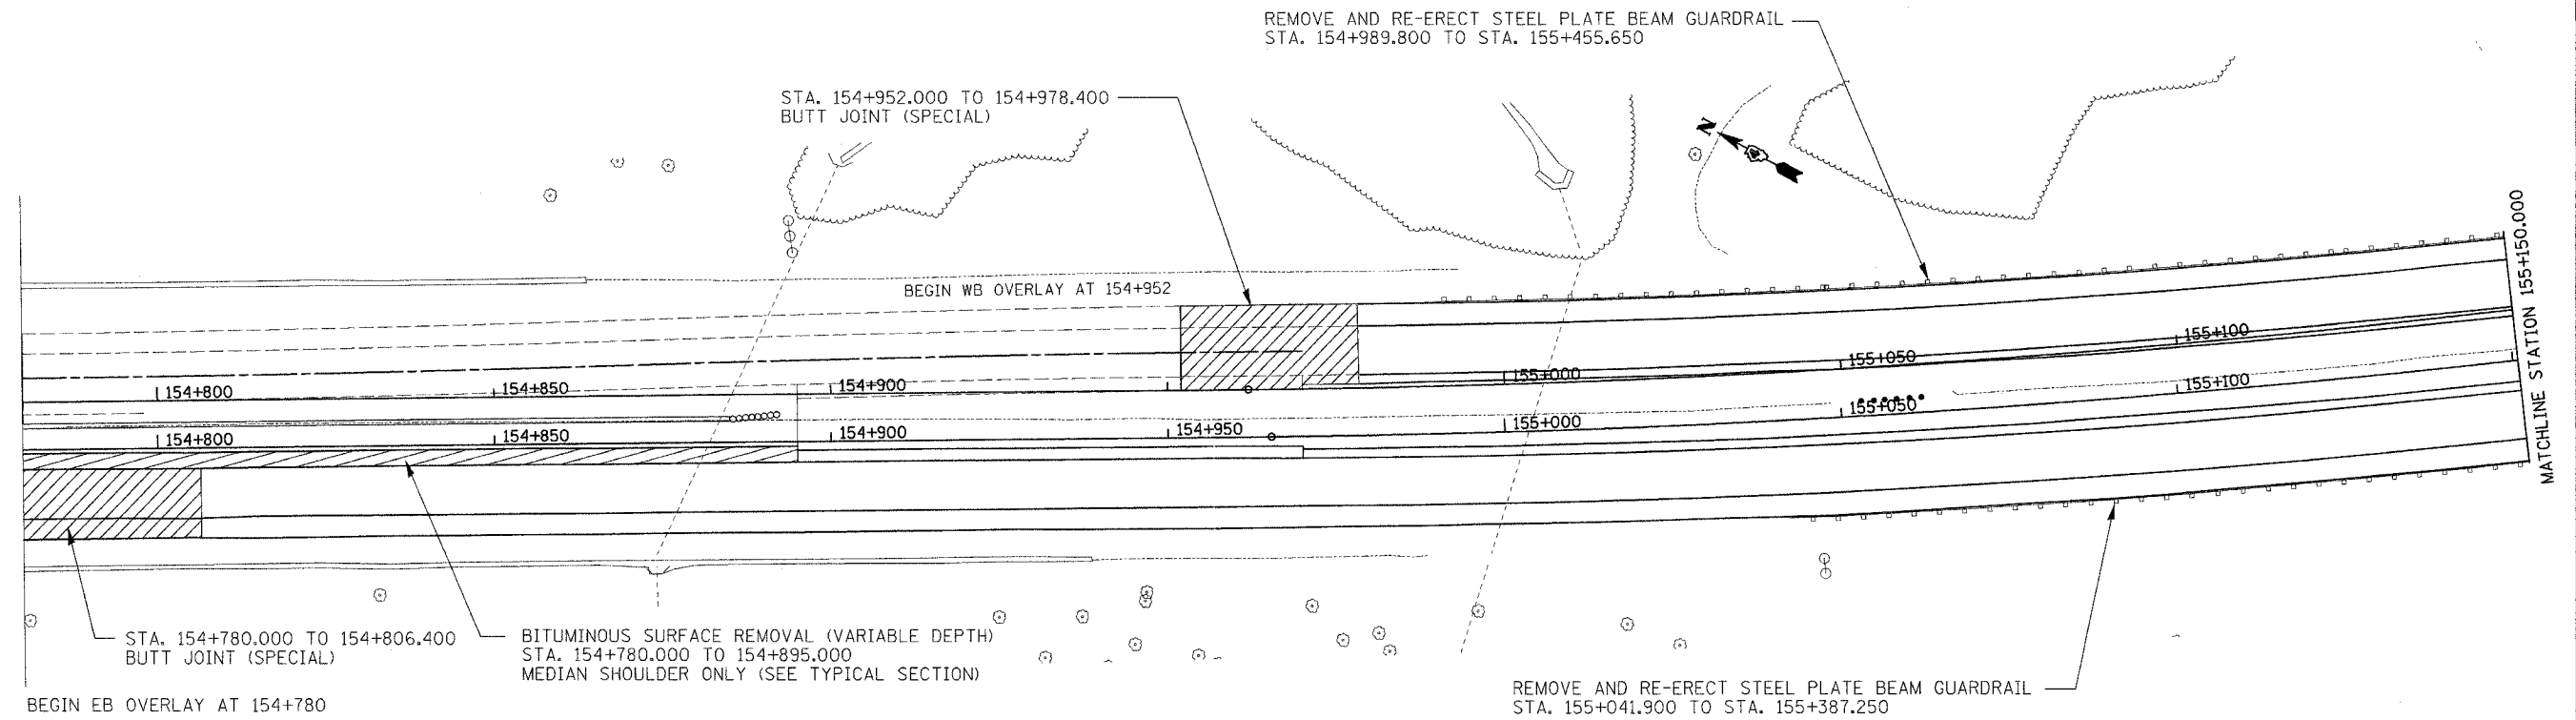 REMOVE AND RE-ERECT STEEL PLATE BEAM GUARDRAIL
STA. 154+989.800 TO STA. 155+455.650
STA. 154+952.000 TO 154+978.400
BUTT JOINT (SPECIAL)
N
BEGIN WB OVERLAY AT 154+952
154+800
154+850
154+900
155+000
155+050
155+100
154+800
154+850
154+900
154+950
155+000
155+050
155+100
MATCHLINE STATION 155+150.000
STA. 154+780.000 TO 154+806.400
BUTT JOINT (SPECIAL)
BITUMINOUS SURFACE REMOVAL (VARIABLE DEPTH)
STA. 154+780.000 TO 154+895.000
MEDIAN SHOULDER ONLY (SEE TYPICAL SECTION)
REMOVE AND RE-ERECT STEEL PLATE BEAM GUARDRAIL
STA. 155+041.900 TO STA. 155+387.250
BEGIN EB OVERLAY AT 154+780